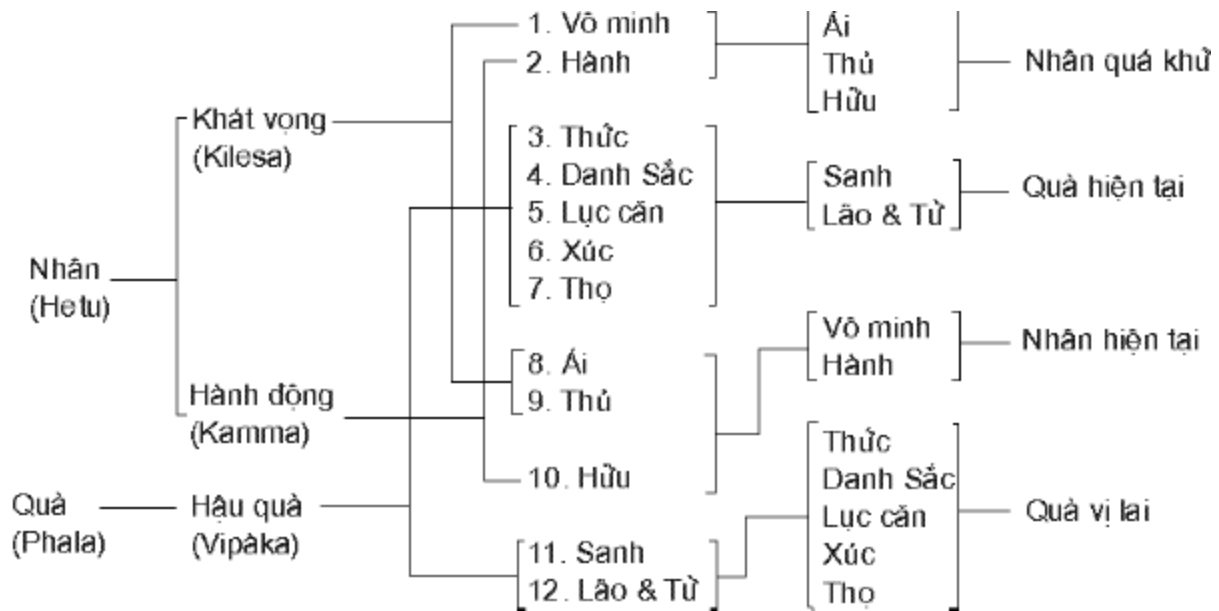 Nhân
(Hetu)
Quả
(Phala)
Khát vọng
(Kilesa)
Hành động
(Kamma)
Hậu quả
(Vipàka)
1. Vô minh
2. Hành
3. Thức
4. Danh Sắc
5. Lục căn
6. Xúc
7. Thọ
8. Ái
9. Thủ
10. Hữu
11. Sanh
12. Lão & Tử
Ái
Thủ
Hữu
Sanh
Lão & Tử
Vô minh
Hành
Thức
Danh Sắc
Lục căn
Xúc
Thọ
Nhân quá khứ
Quả hiện tại
Nhân hiện tại
Quả vị lai